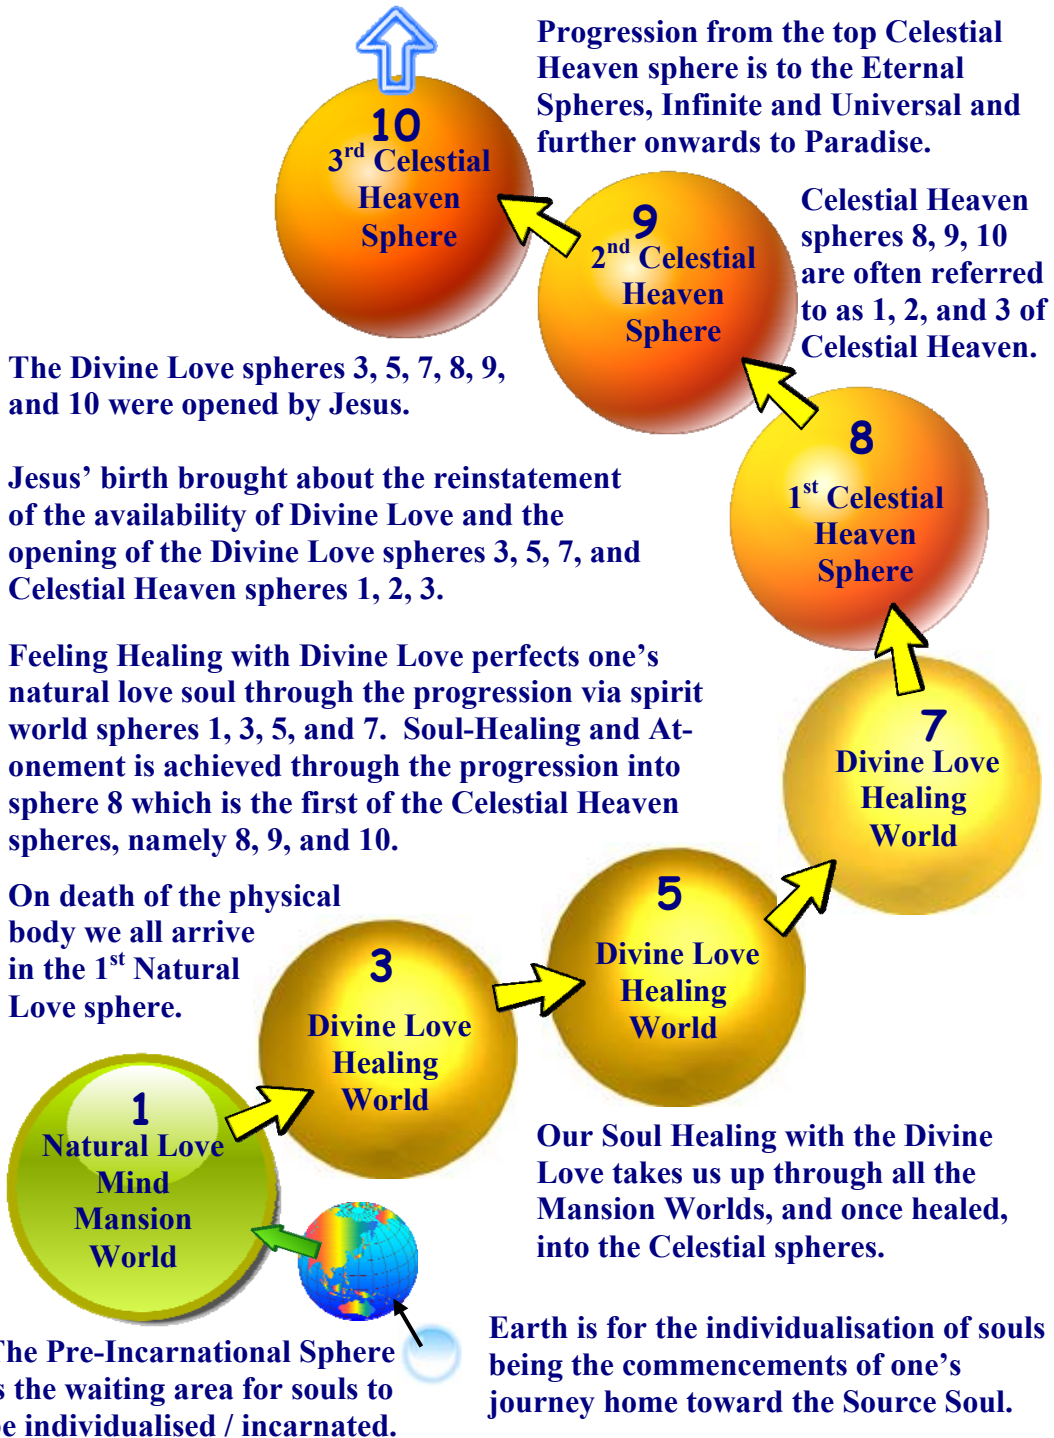 Progression from the top Celestial
Heaven sphere is to the Eternal
Spheres, Infinite and Universal and
further onwards to Paradise.
10
3rd Celestial
Heaven
Sphere
Celestial Heaven
spheres 8, 9, 10
are often referred
to as 1, 2, and 3 of
Celestial Heaven.
9
2nd Celestial
Heaven
Sphere
The Divine Love spheres 3, 5, 7, 8, 9,
and 10 were opened by Jesus.
8
1st Celestial
Heaven
Sphere
Jesus’ birth brought about the reinstatement
of the availability of Divine Love and the
opening of the Divine Love spheres 3, 5, 7, and
Celestial Heaven spheres 1, 2, 3.
Feeling Healing with Divine Love perfects one’s
natural love soul through the progression via spirit
world spheres 1, 3, 5, and 7.  Soul-Healing and At-
onement is achieved through the progression into
sphere 8 which is the first of the Celestial Heaven
spheres, namely 8, 9, and 10.
7
Divine Love
Healing
World
On death of the physical
body we all arrive
in the 1st Natural
Love sphere.
5
Divine Love
Healing
World
3
Divine Love
Healing
World
1
Natural Love
Mind
Mansion
World
Our Soul Healing with the Divine
Love takes us up through all the
Mansion Worlds, and once healed,
into the Celestial spheres.
The Pre-Incarnational Sphere
s the waiting area for souls to
be individualised / incarnated.
Earth is for the individualisation of souls
being the commencements of one’s
journey home toward the Source Soul.